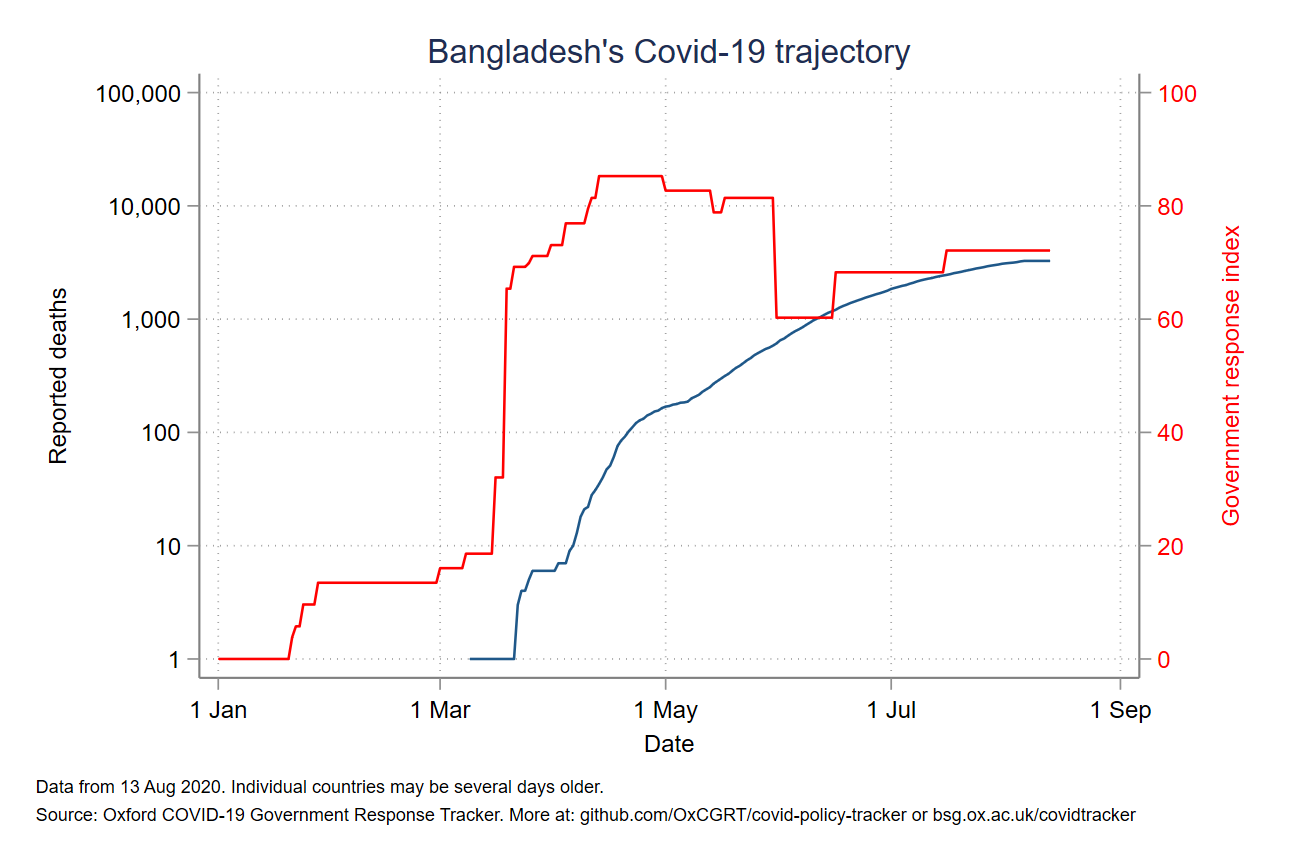 Bangladesh's Covid-19 trajectory
100,000
10,000
1,000
100
10
1
Reported deaths
100
80
60
40
20
0
Government response index
1 Jan
1 Mar
1 May
1 Jul
1 Sep
Date
Data from 13 Aug 2020. Individual countries may be several days older.
Source: Oxford COVID-19 Government Response Tracker. More at: github.com/OxCGRT/covid-policy-tracker or bsg.ox.ac.uk/covidtracker